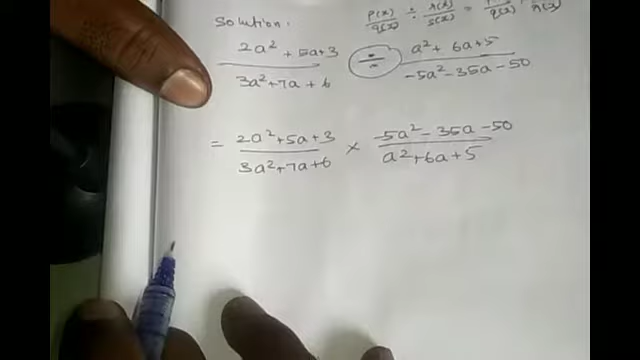 Solution.
p(x)/q(x) ÷ r(x)/s(x) =
(2a² + 5a + 3)/(3a² + 7a + 6) ÷ (a² + 6a + 5)/(-5a² - 35a - 50)
= (2a² + 5a + 3)/(3a² + 7a + 6) × (-5a² - 35a - 50)/(a² + 6a + 5)